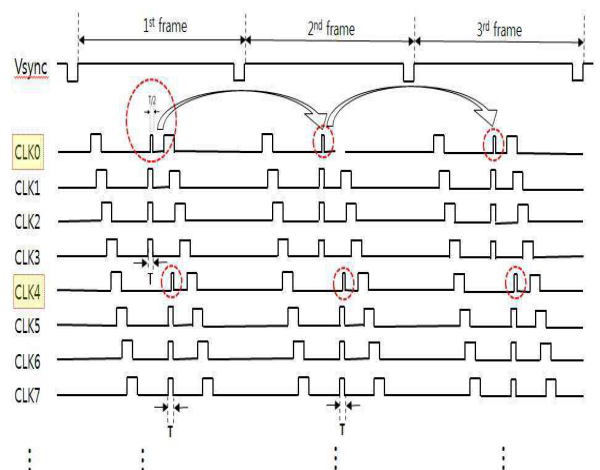 1st frame
2nd frame
3rd frame
Vsync
T/2
CLK0
CLK1
CLK2
CLK3
T
CLK4
CLK5
CLK6
CLK7
T
T